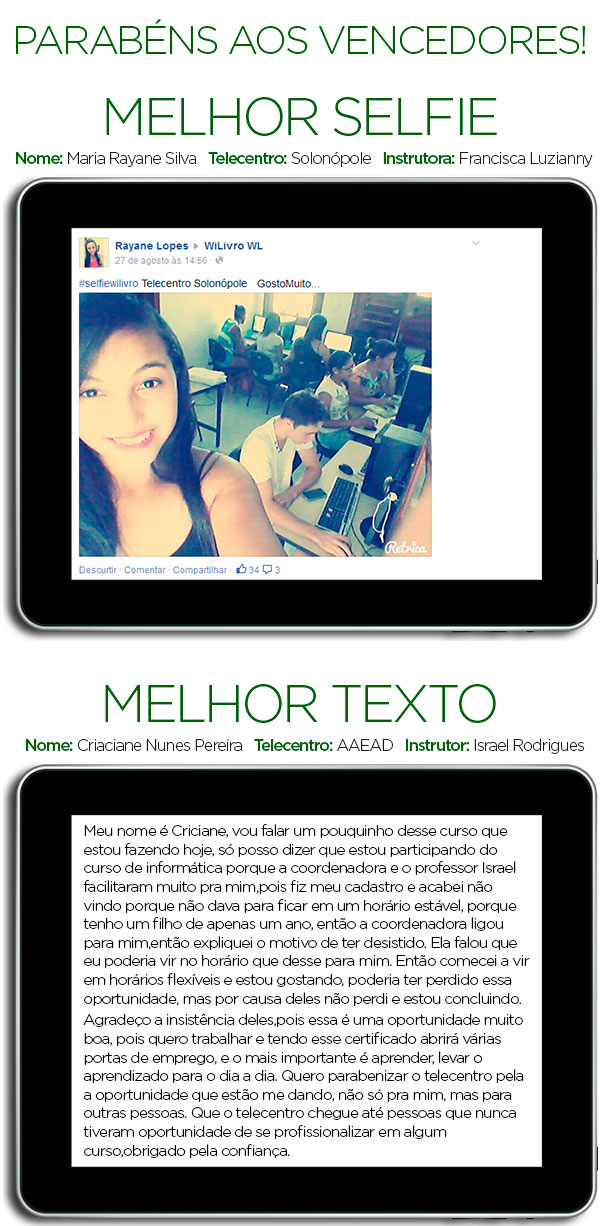 PARABÉNS AOS VENCEDORES!
MELHOR SELFIE
Nome: Maria Rayane Silva Telecentro: Solonópole Instrutora: Francisca Luzianny
Rayane Lopes ▸ WiLivro WL
27 de agosto às 14:56 ·
#selfiewilivro Telecentro Solonópole GostoMuito...
Retrica
Descurtir · Comentar · Compartilhar · 34 3
MELHOR TEXTO
Nome: Criaciane Nunes Pereira Telecentro: AAEAD Instrutor: Israel Rodrigues
Meu nome é Criciane, vou falar um pouquinho desse curso que
estou fazendo hoje, só posso dizer que estou participando do
curso de informática porque a coordenadora e o professor Israel
facilitaram muito pra mim,pois fiz meu cadastro e acabei não
vindo porque não dava para ficar em um horário estável, porque
tenho um filho de apenas um ano, então a coordenadora ligou
para mim,então expliquei o motivo de ter desistido. Ela falou que
eu poderia vir no horário que desse para mim. Então comecei a vir
em horários flexíveis e estou gostando, poderia ter perdido essa
oportunidade, mas por causa deles não perdi e estou concluindo.
Agradeço a insistência deles,pois essa é uma oportunidade muito
boa, pois quero trabalhar e tendo esse certificado abrirá várias
portas de emprego, e o mais importante é aprender, levar o
aprendizado para o dia a dia. Quero parabenizar o telecentro pela
a oportunidade que estão me dando, não só pra mim, mas para
outras pessoas. Que o telecentro chegue até pessoas que nunca
tiveram oportunidade de se profissionalizar em algum
curso,obrigado pela confiança.